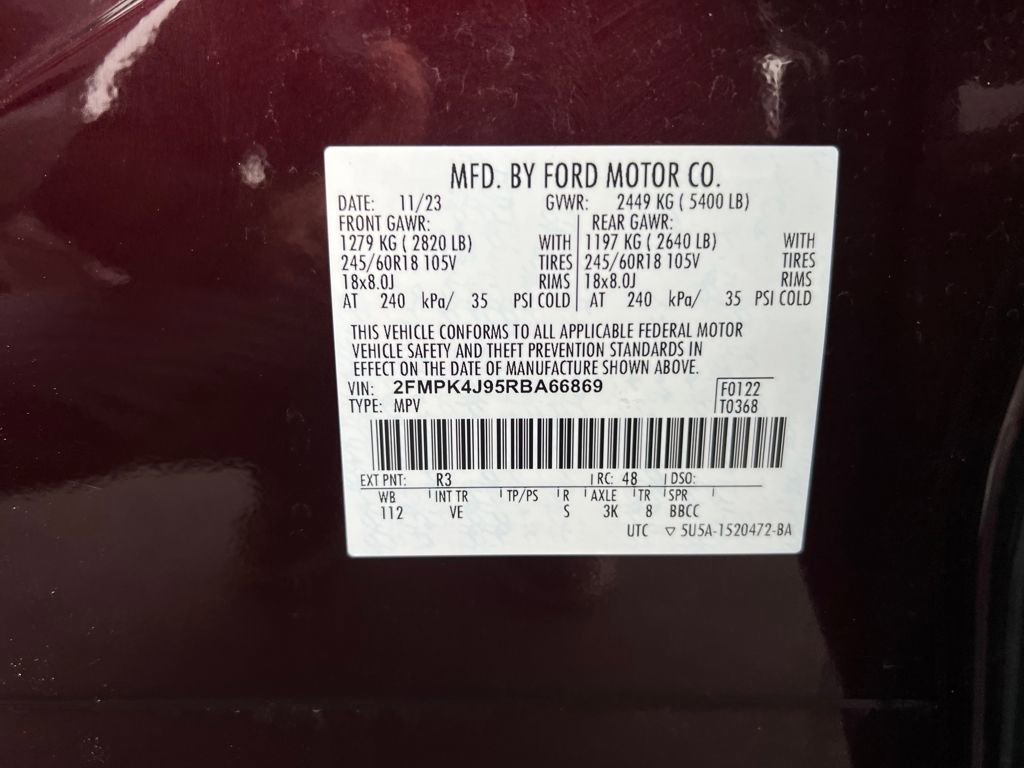 MFD. BY FORD MOTOR CO.
DATE: 11/23 GVWR: 2449 KG ( 5400 LB)
FRONT GAWR: REAR GAWR:
1279 KG ( 2820 LB) WITH 1197 KG ( 2640 LB) WITH
245/60R18 105V TIRES 245/60R18 105V TIRES
18x8.0J RIMS 18x8.0J RIMS
AT 240 kPa/ 35 PSI COLD AT 240 kPa/ 35 PSI COLD
THIS VEHICLE CONFORMS TO ALL APPLICABLE FEDERAL MOTOR
VEHICLE SAFETY AND THEFT PREVENTION STANDARDS IN
EFFECT ON THE DATE OF MANUFACTURE SHOWN ABOVE.
VIN: 2FMPK4J95RBA66869 F0122
TYPE: MPV T0368
EXT PNT: R3 RC: 48 DSO:
WB INT TR TP/PS R AXLE TR SPR
112 VE S 3K 8 BBCC
UTC ▽ 5U5A-1520472-BA